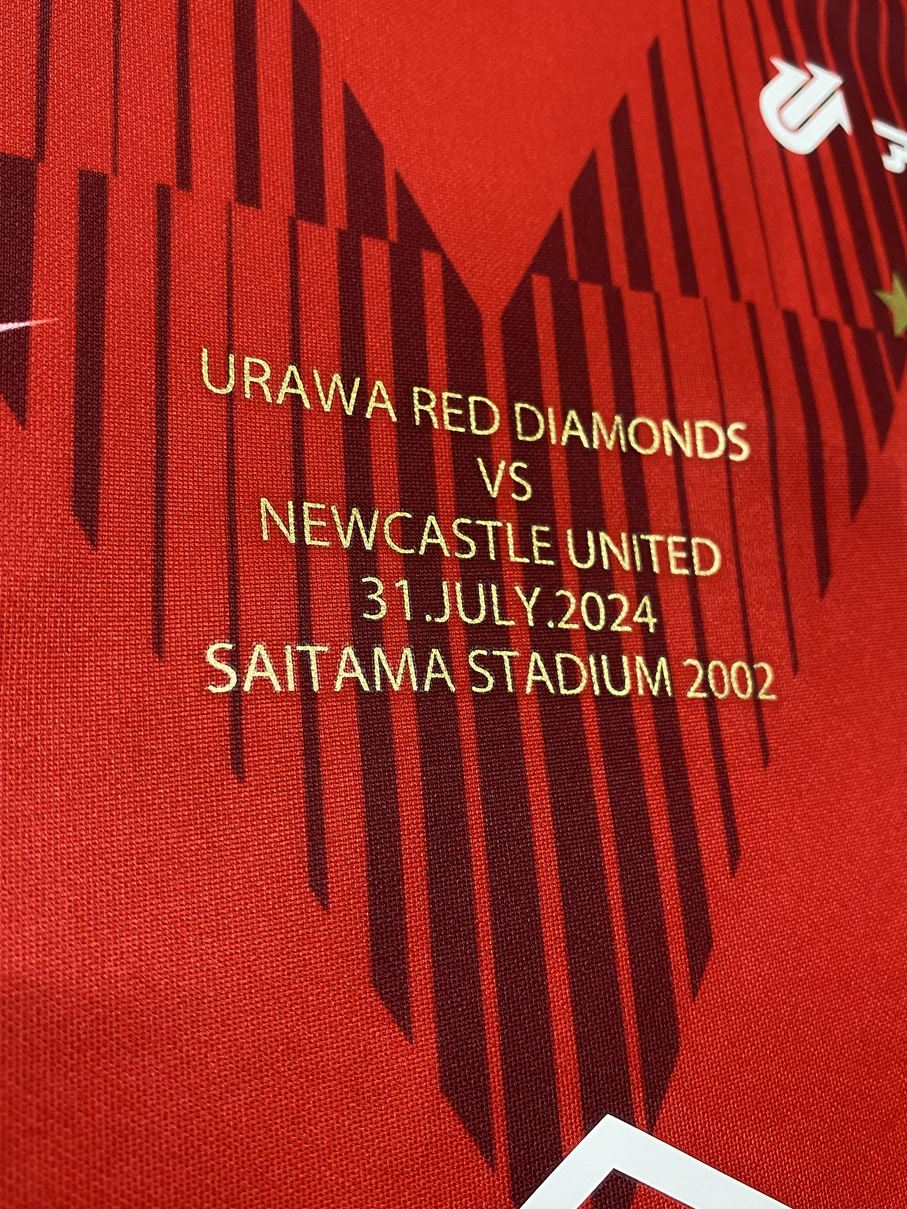 URAWA RED DIAMONDS
VS
NEWCASTLE UNITED
31.JULY.2024
SAITAMA STADIUM 2002